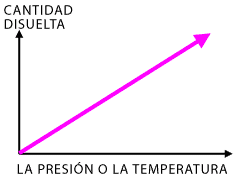 CANTIDAD
DISUELTA
LA PRESIÓN O LA TEMPERATURA